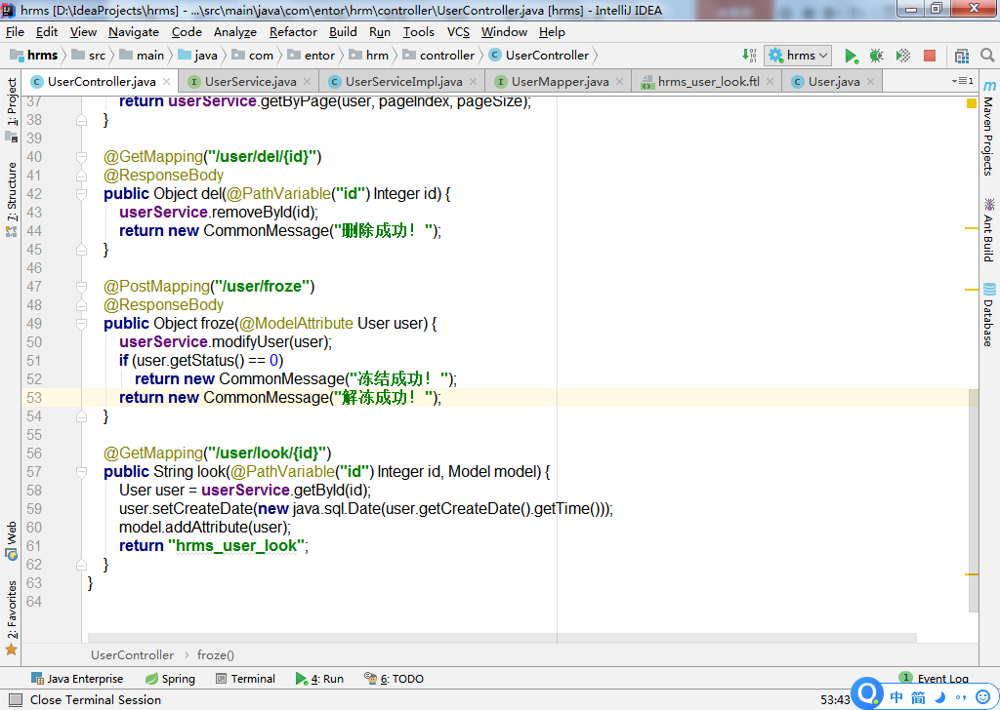 hrms [D:\IdeaProjects\hrms] - ...\src\main\java\com\entor\hrm\controller\UserController.java [hrms] - IntelliJ IDEA
File Edit View Navigate Code Analyze Refactor Build Run Tools VCS Window Help
hrms src main java com entor hrm controller UserController hrms
UserController.java UserService.java UserServiceImpl.java UserMapper.java hrms_user_look.ftl User.java 1
1: Project
7: Structure
Web
2: Favorites
37 return userService.getByPage(user, pageIndex, pageSize);
38 }
39
40 @GetMapping("/user/del/{id}")
41 @ResponseBody
42 public Object del(@PathVariable("id") Integer id) {
43 userService.removeById(id);
44 return new CommonMessage("删除成功！");
45 }
46
47 @PostMapping("/user/froze")
48 @ResponseBody
49 public Object froze(@ModelAttribute User user) {
50 userService.modifyUser(user);
51 if (user.getStatus() == 0)
52 return new CommonMessage("冻结成功！");
53 return new CommonMessage("解冻成功！");
54 }
55
56 @GetMapping("/user/look/{id}")
57 public String look(@PathVariable("id") Integer id, Model model) {
58 User user = userService.getById(id);
59 user.setCreateDate(new java.sql.Date(user.getCreateDate().getTime()));
60 model.addAttribute(user);
61 return "hrms_user_look";
62 }
63 }
64
Maven Projects
Ant Build
Database
UserController froze()
Java Enterprise Spring Terminal 4: Run 6: TODO 1 Event Log
Close Terminal Session 53:43 中 简